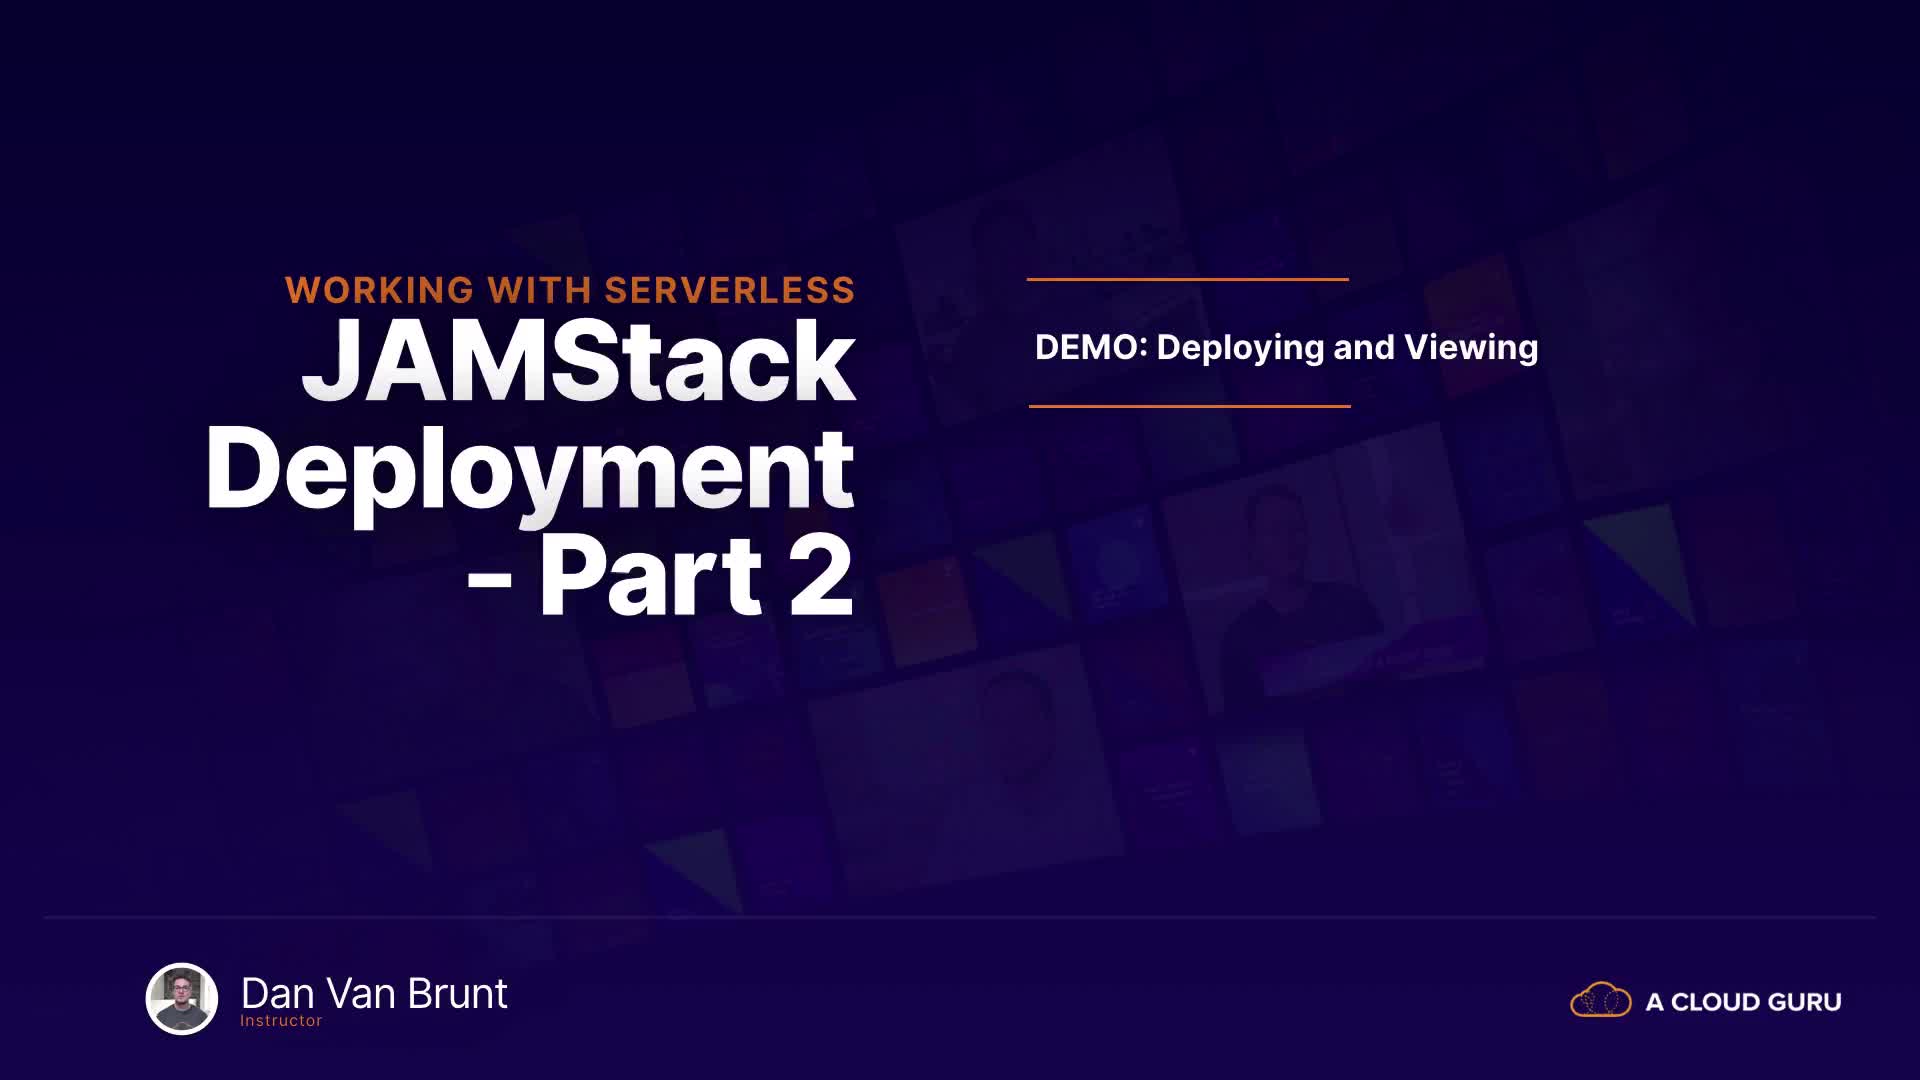 WORKING WITH SERVERLESS
JAMStack
Deployment
- Part 2
DEMO: Deploying and Viewing
Dan Van Brunt
Instructor
A CLOUD GURU